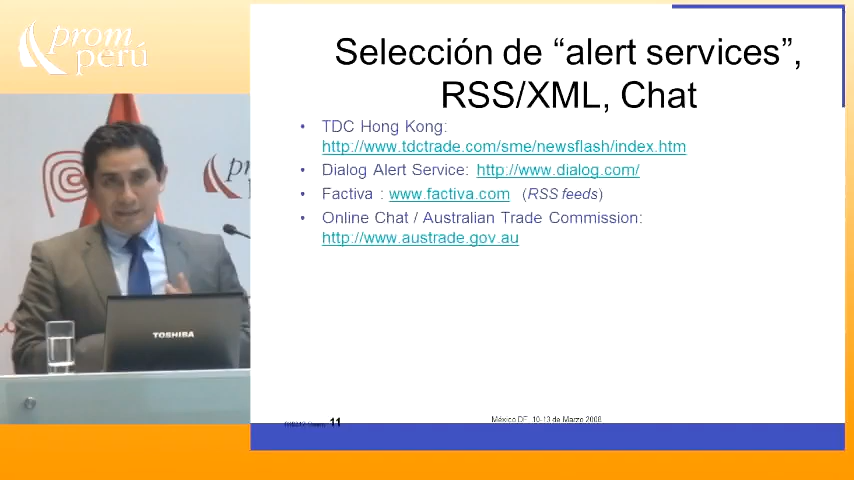 prom
perú
Selección de “alert services”,
RSS/XML, Chat
• TDC Hong Kong:
http://www.tdctrade.com/sme/newsflash/index.htm
• Dialog Alert Service: http://www.dialog.com/
• Factiva : www.factiva.com (RSS feeds)
• Online Chat / Australian Trade Commission:
http://www.austrade.gov.au
TOSHIBA
11
México DF, 10-13 de Marzo 2008